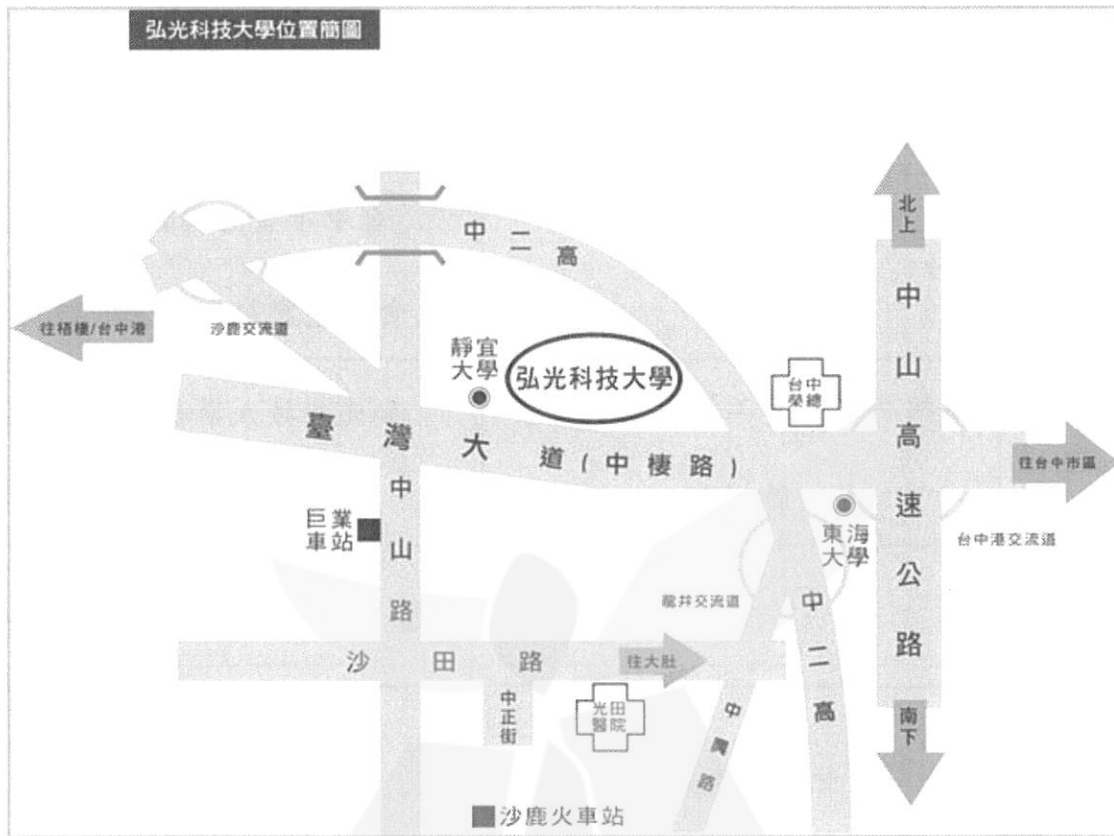 弘光科技大學位置簡圖
北上
中二高
中山高速公路
往梧棲/台中港
沙鹿交流道
靜宜
大學
弘光科技大學
台中
榮總
臺灣大道(中棲路)
往台中市區
中山路
巨業
車站
東海
大學
台中港交流道
龍井交流道
中二高
沙田路
往大肚
中正街
光田
醫院
中興路
南下
沙鹿火車站